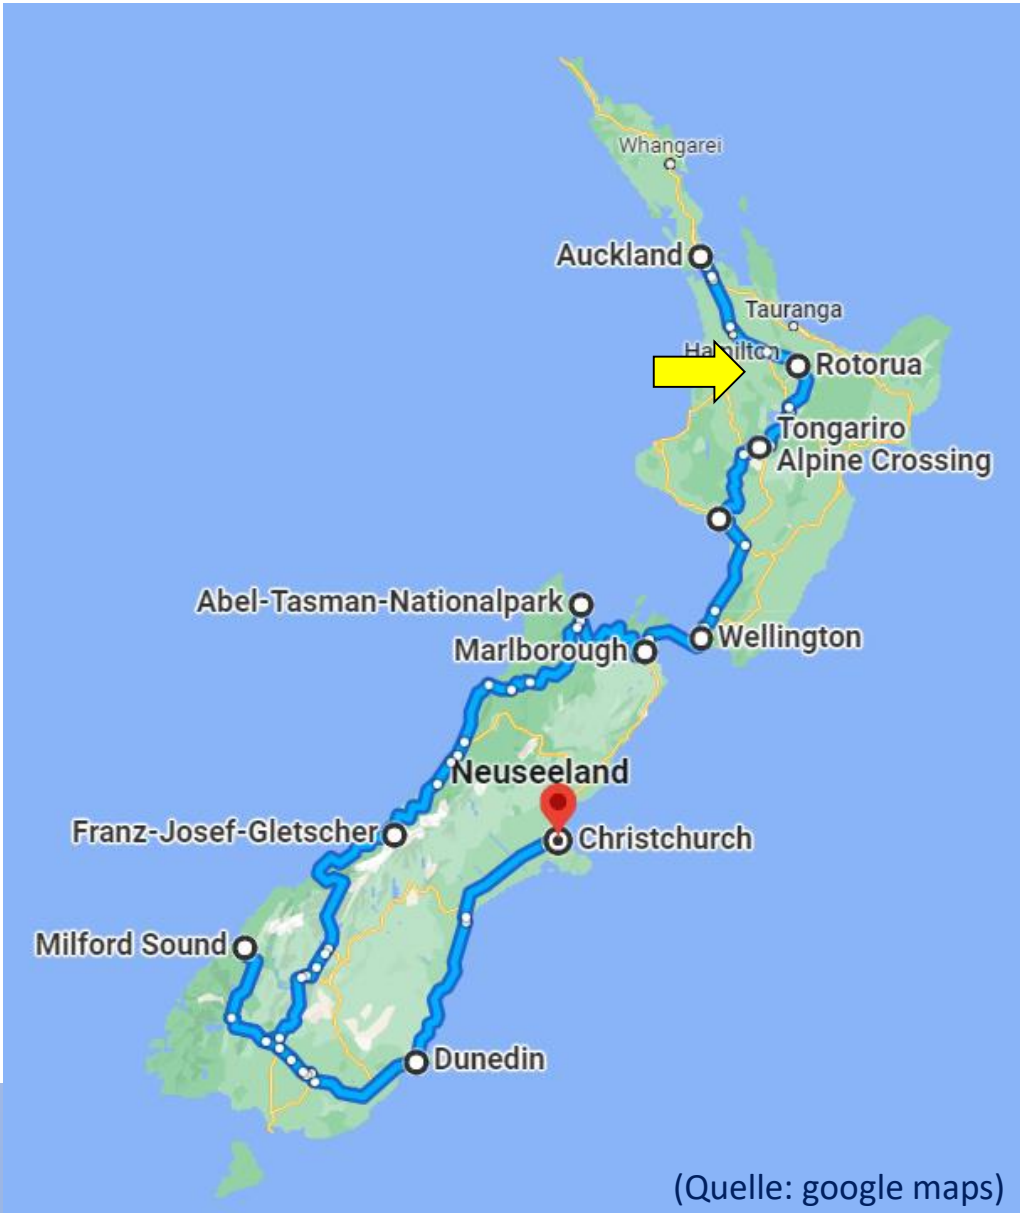 Whangarei
Auckland
Tauranga
Hamilton
Rotorua
Tongariro
Alpine Crossing
Abel-Tasman-Nationalpark
Wellington
Marlborough
Neuseeland
Franz-Josef-Gletscher
Christchurch
Milford Sound
Dunedin
(Quelle: google maps)